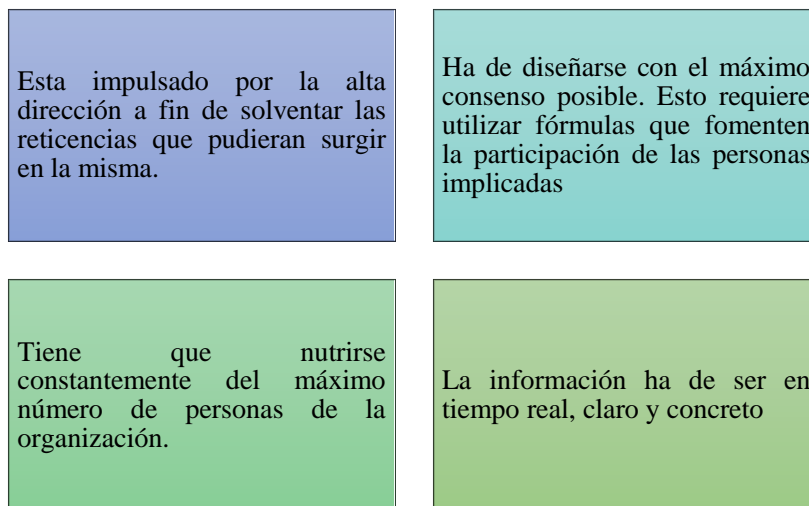 Esta impulsado por la alta
dirección a fin de solventar las
reticencias que pudieran surgir
en la misma.
Ha de diseñarse con el máximo
consenso posible. Esto requiere
utilizar fórmulas que fomenten
la participación de las personas
implicadas
Tiene que nutrirse
constantemente del máximo
número de personas de la
organización.
La información ha de ser en
tiempo real, claro y concreto